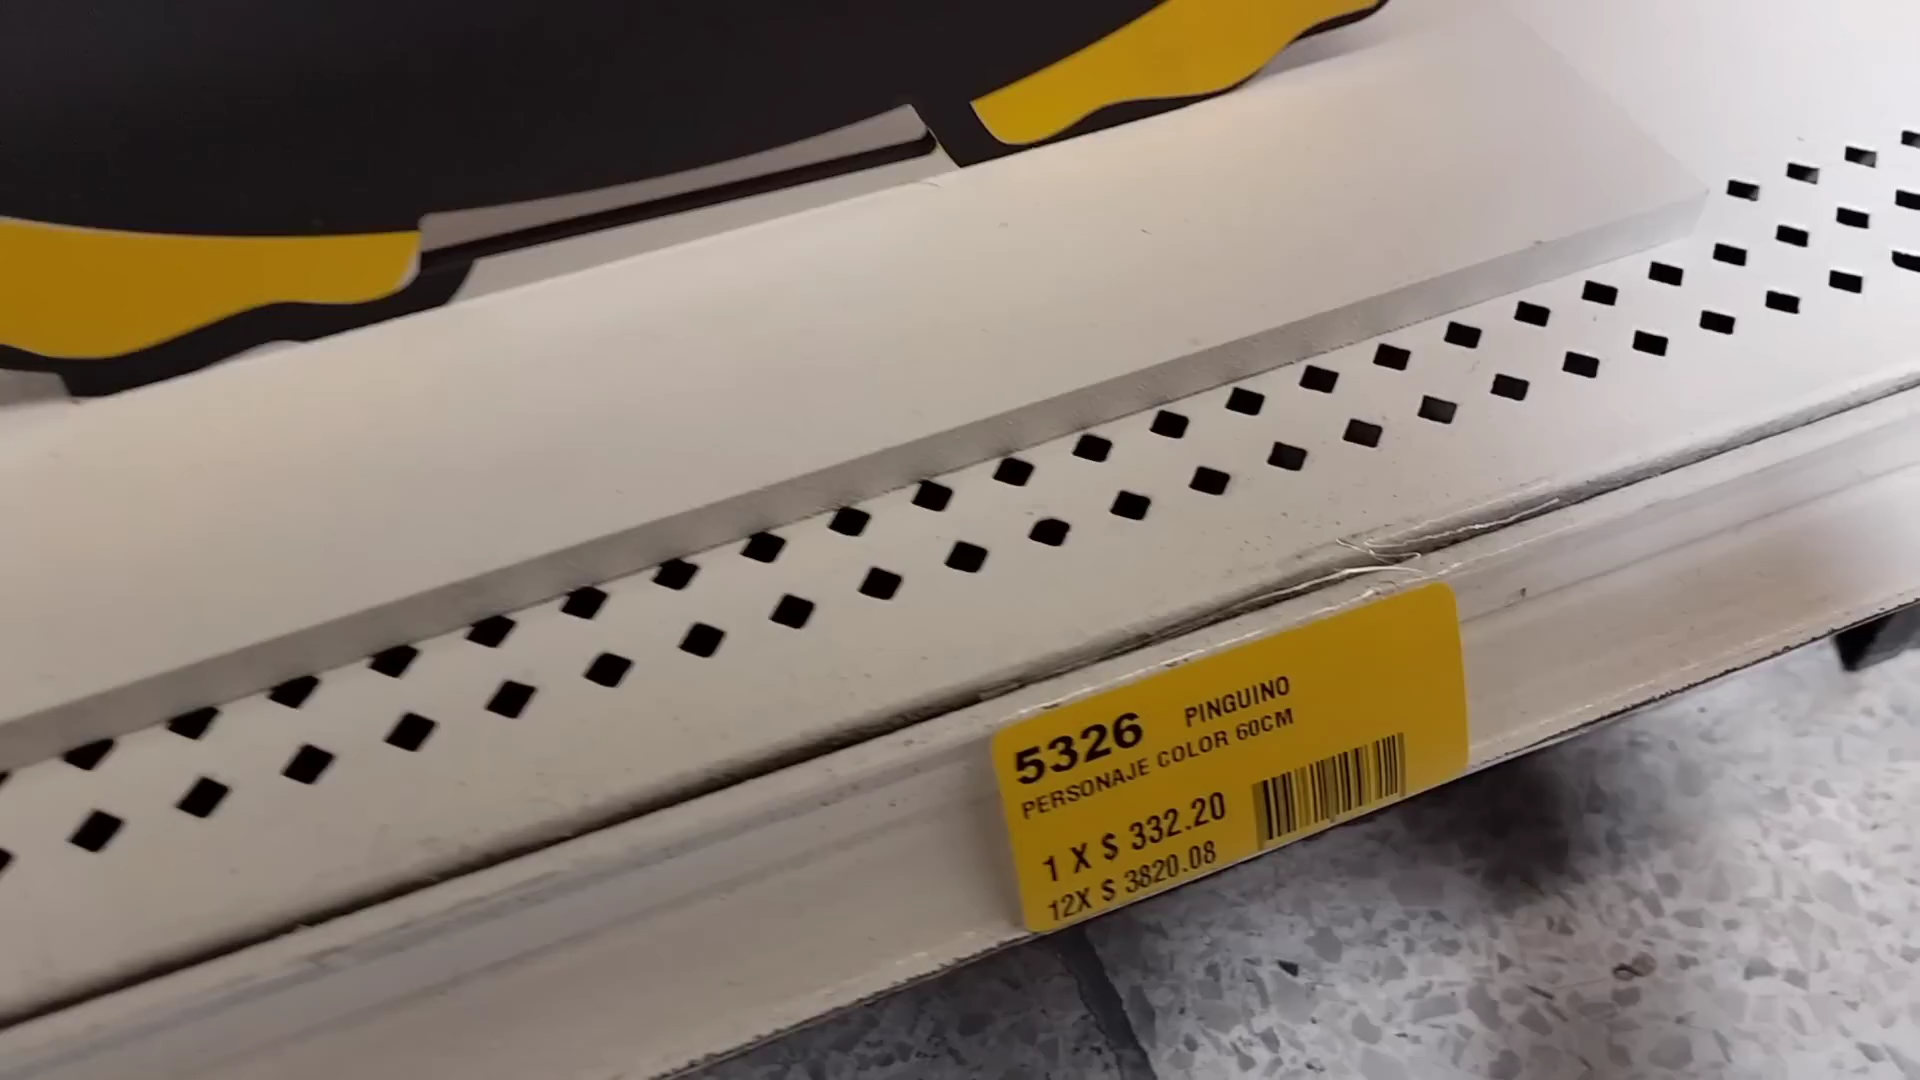 5326 PINGUINO
PERSONAJE COLOR 60CM
1 X $ 332.20
12X $ 3820.08